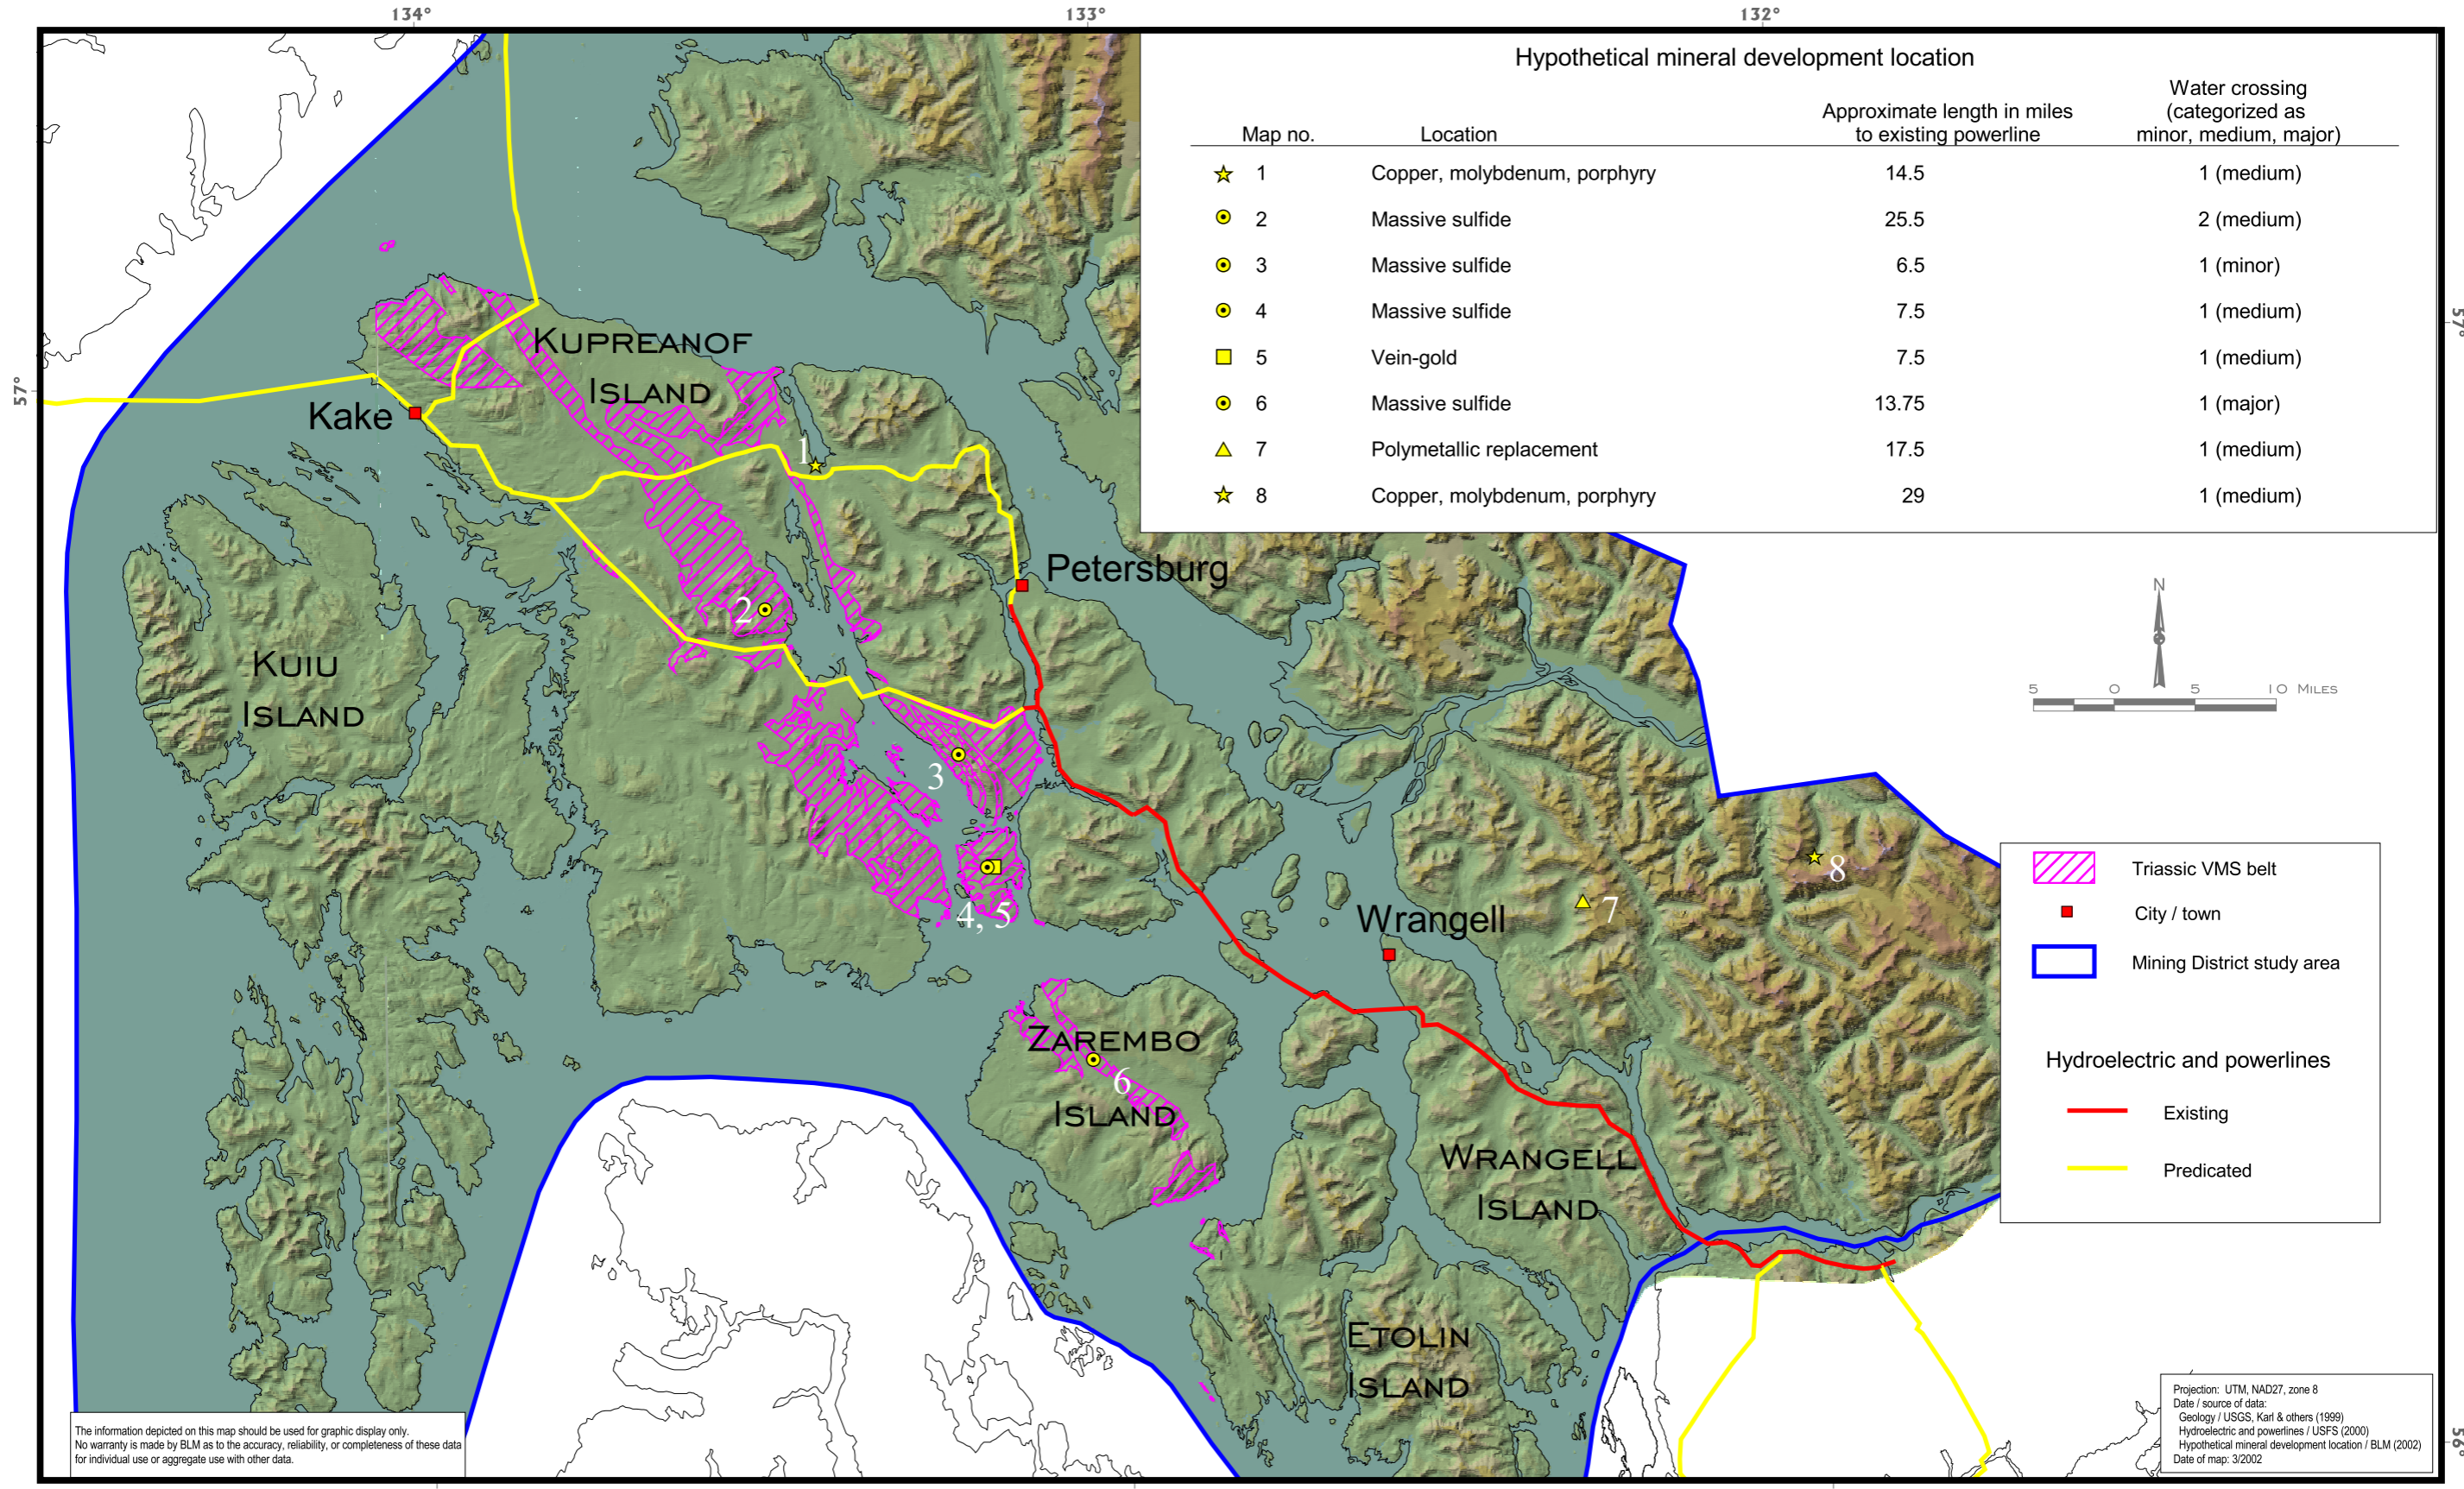 134°
133°
132°
Hypothetical mineral development location
Map no.
Location
Approximate length in miles
to existing powerline
Water crossing
(categorized as
minor, medium, major)
1 Copper, molybdenum, porphyry 14.5 1 (medium)
2 Massive sulfide 25.5 2 (medium)
3 Massive sulfide 6.5 1 (minor)
4 Massive sulfide 7.5 1 (medium)
5 Vein-gold 7.5 1 (medium)
6 Massive sulfide 13.75 1 (major)
7 Polymetallic replacement 17.5 1 (medium)
8 Copper, molybdenum, porphyry 29 1 (medium)
57°
57°
KUPREANOF
ISLAND
Kake
1
Petersburg
2
KUIU
ISLAND
N
5 0 5 10 MILES
3
4, 5
Wrangell
7
8
ZAREMBO
6
ISLAND
WRANGELL
ISLAND
ETOLIN
ISLAND
Triassic VMS belt
City / town
Mining District study area
Hydroelectric and powerlines
Existing
Predicated
56°
The information depicted on this map should be used for graphic display only.
No warranty is made by BLM as to the accuracy, reliability, or completeness of these data
for individual use or aggregate use with other data.
Projection: UTM, NAD27, zone 8
Date / source of data:
Geology / USGS, Karl & others (1999)
Hydroelectric and powerlines / USFS (2000)
Hypothetical mineral development location / BLM (2002)
Date of map: 3/2002